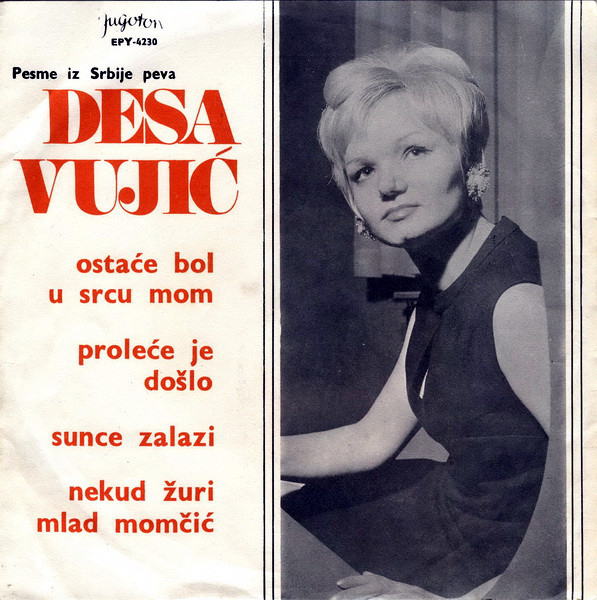 jugoton
EPY-4230
Pesme iz Srbije peva
DESA
VUJIĆ
ostaće bol
u srcu mom
proleće je
došlo
sunce zalazi
nekud žuri
mlad momčić